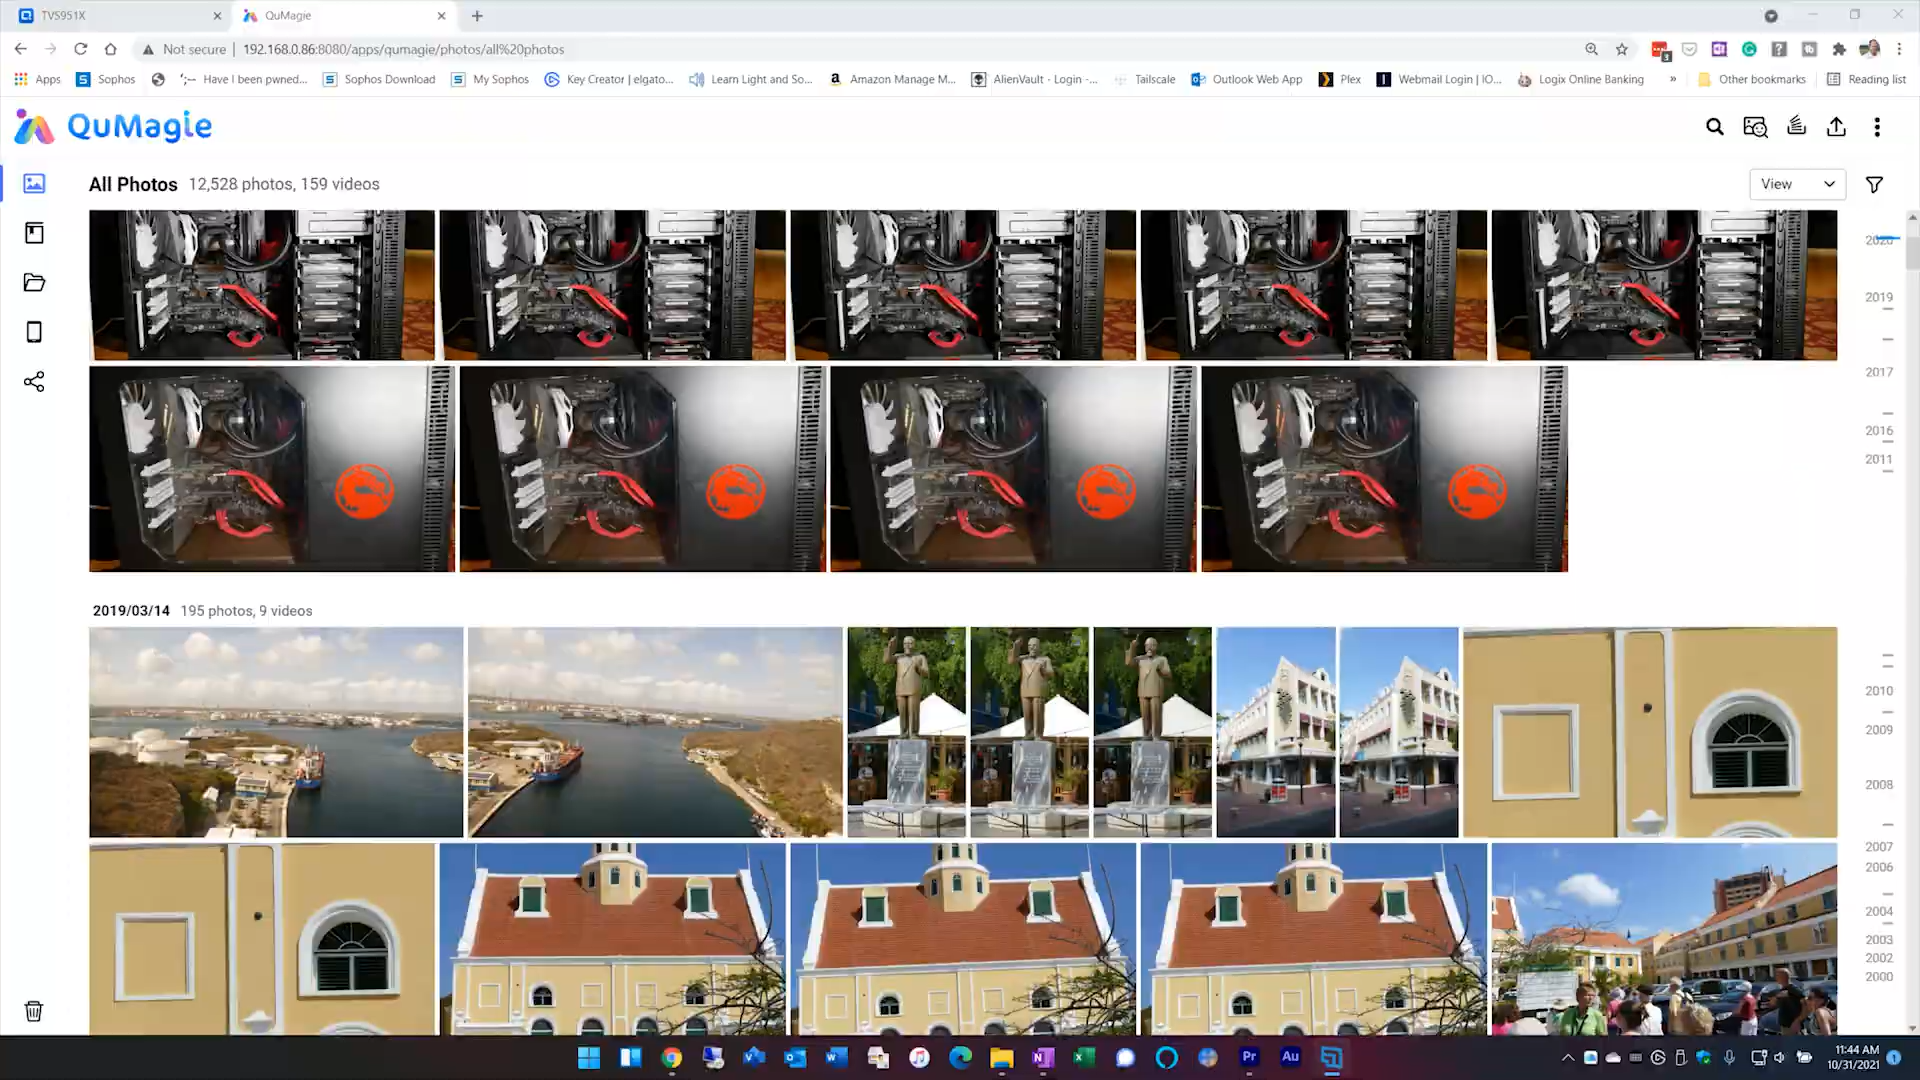 TVS951X
QuMagie
Not secure
192.168.0.86:8080/apps/qumagie/photos/all%20photos
3
Apps
Sophos
Have I been pwned...
Sophos Download
My Sophos
Key Creator | elgato...
Learn Light and So...
Amazon Manage M...
AlienVault - Login -...
Tailscale
Outlook Web App
Plex
Webmail Login | IO...
Logix Online Banking
»
Other bookmarks
Reading list
QuMagie
All Photos 12,528 photos, 159 videos
View
2020
2019
2017
2016
2011
2019/03/14 195 photos, 9 videos
2010
2009
2008
2007
2006
2004
2003
2002
2000
Pr
Au
11:44 AM
10/31/2021
1